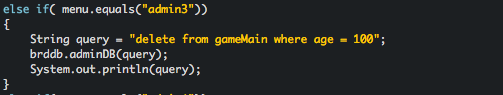 else if( menu.equals("admin3"))
{
String query = "delete from gameMain where age = 100";
brddb.adminDB(query);
System.out.println(query);
}